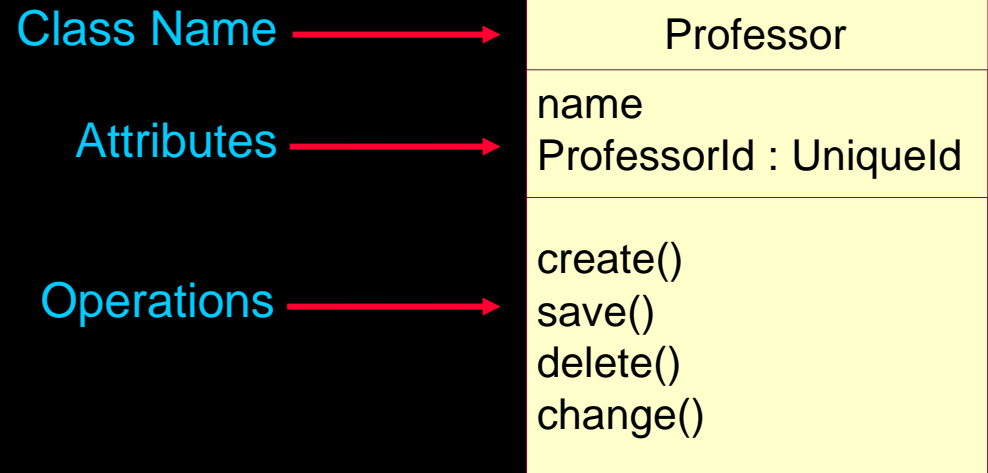 Class Name
Professor
Attributes
name
ProfessorId : UniqueId
Operations
create()
save()
delete()
change()